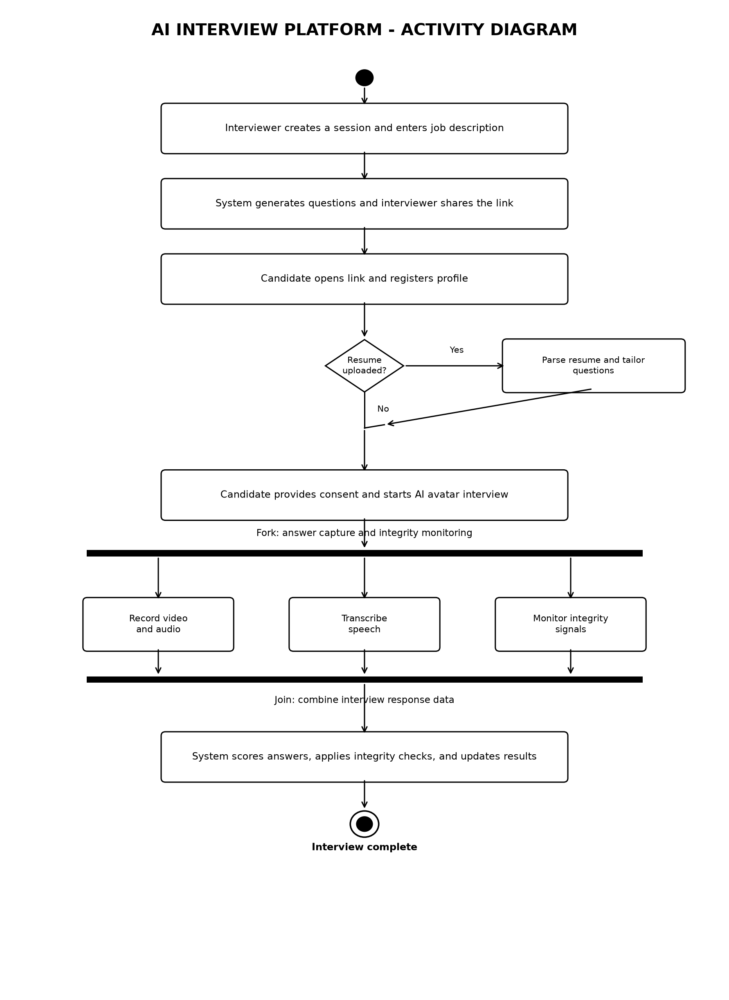 AI INTERVIEW PLATFORM - ACTIVITY DIAGRAM
Interviewer creates a session and enters job description
System generates questions and interviewer shares the link
Candidate opens link and registers profile
Resume
uploaded?
Yes
Parse resume and tailor
questions
No
Candidate provides consent and starts AI avatar interview
Fork: answer capture and integrity monitoring
Record video
and audio
Transcribe
speech
Monitor integrity
signals
Join: combine interview response data
System scores answers, applies integrity checks, and updates results
Interview complete